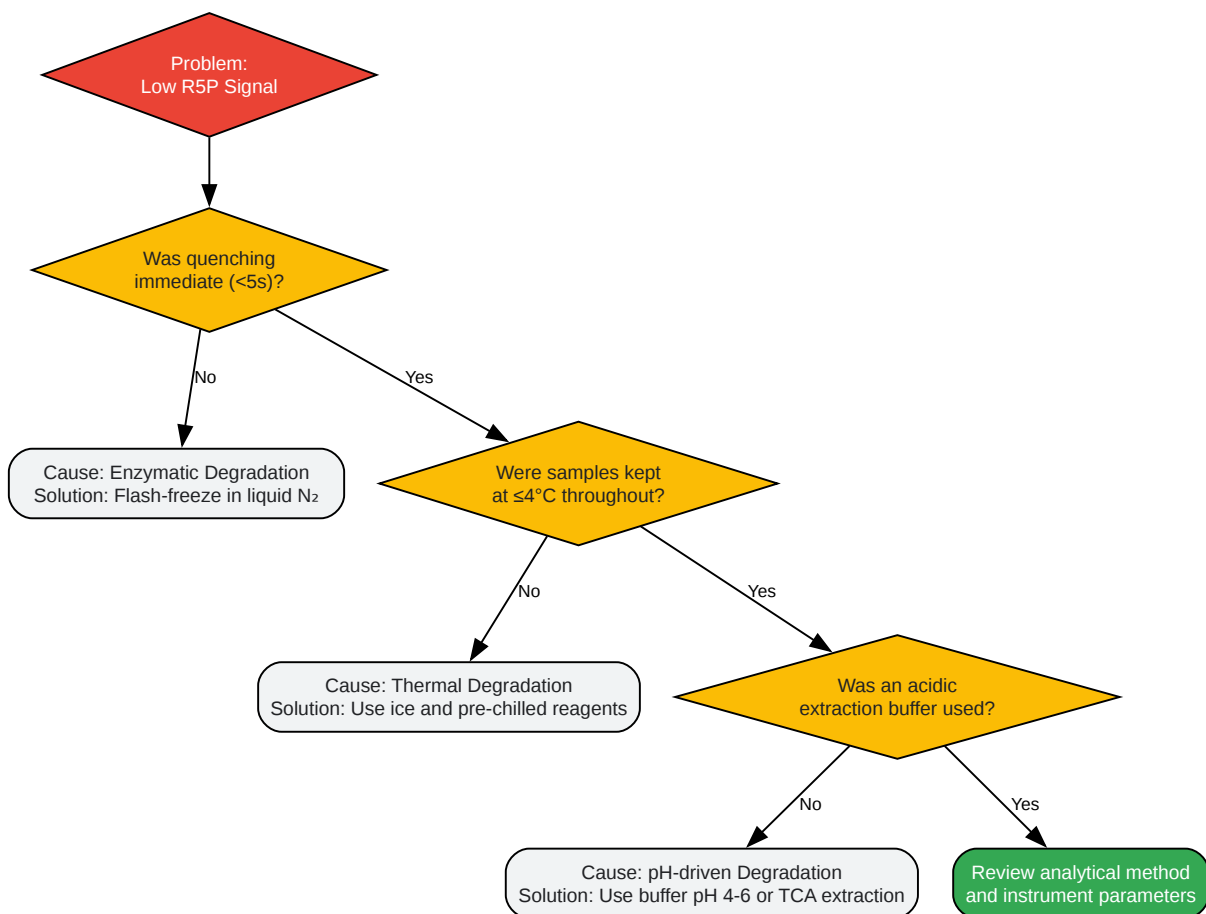 Problem:
Low R5P Signal
Was quenching
immediate (<5s)?
No
Yes
Cause: Enzymatic Degradation
Solution: Flash-freeze in liquid N₂
Were samples kept
at ≤4°C throughout?
No
Yes
Cause: Thermal Degradation
Solution: Use ice and pre-chilled reagents
Was an acidic
extraction buffer used?
No
Yes
Cause: pH-driven Degradation
Solution: Use buffer pH 4-6 or TCA extraction
Review analytical method
and instrument parameters